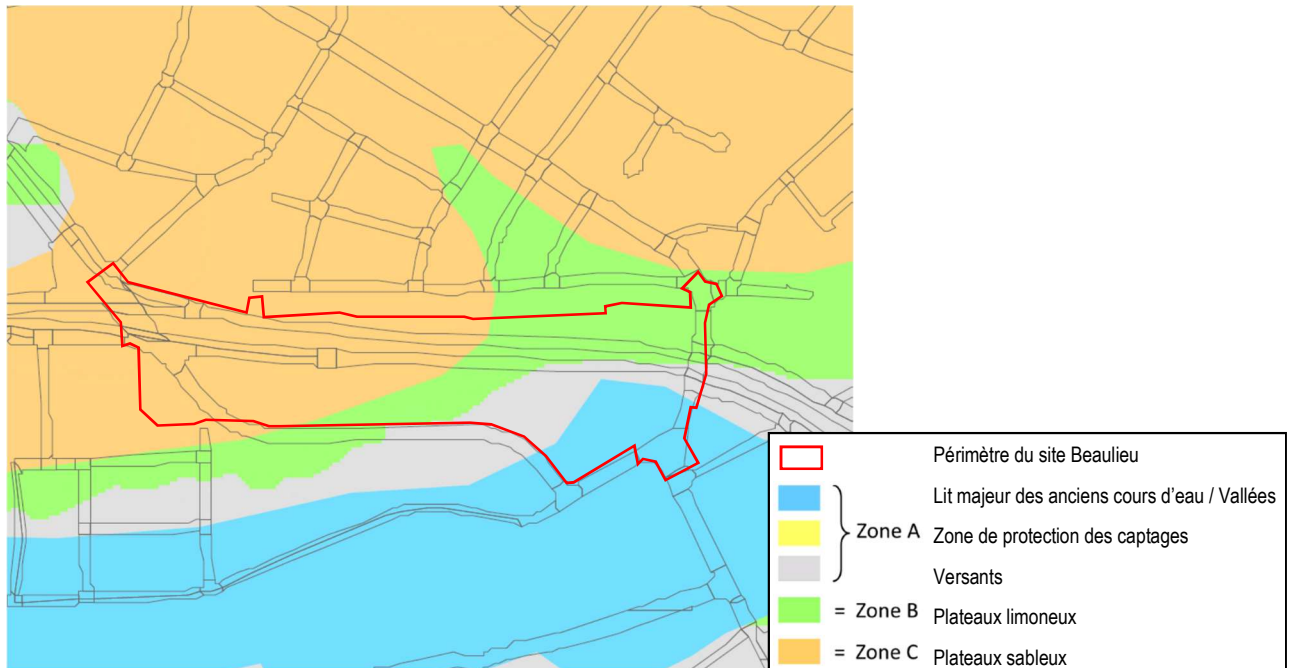 Périmètre du site Beaulieu
Lit majeur des anciens cours d'eau / Vallées
Zone A Zone de protection des captages
Versants
= Zone B Plateaux limoneux
= Zone C Plateaux sableux